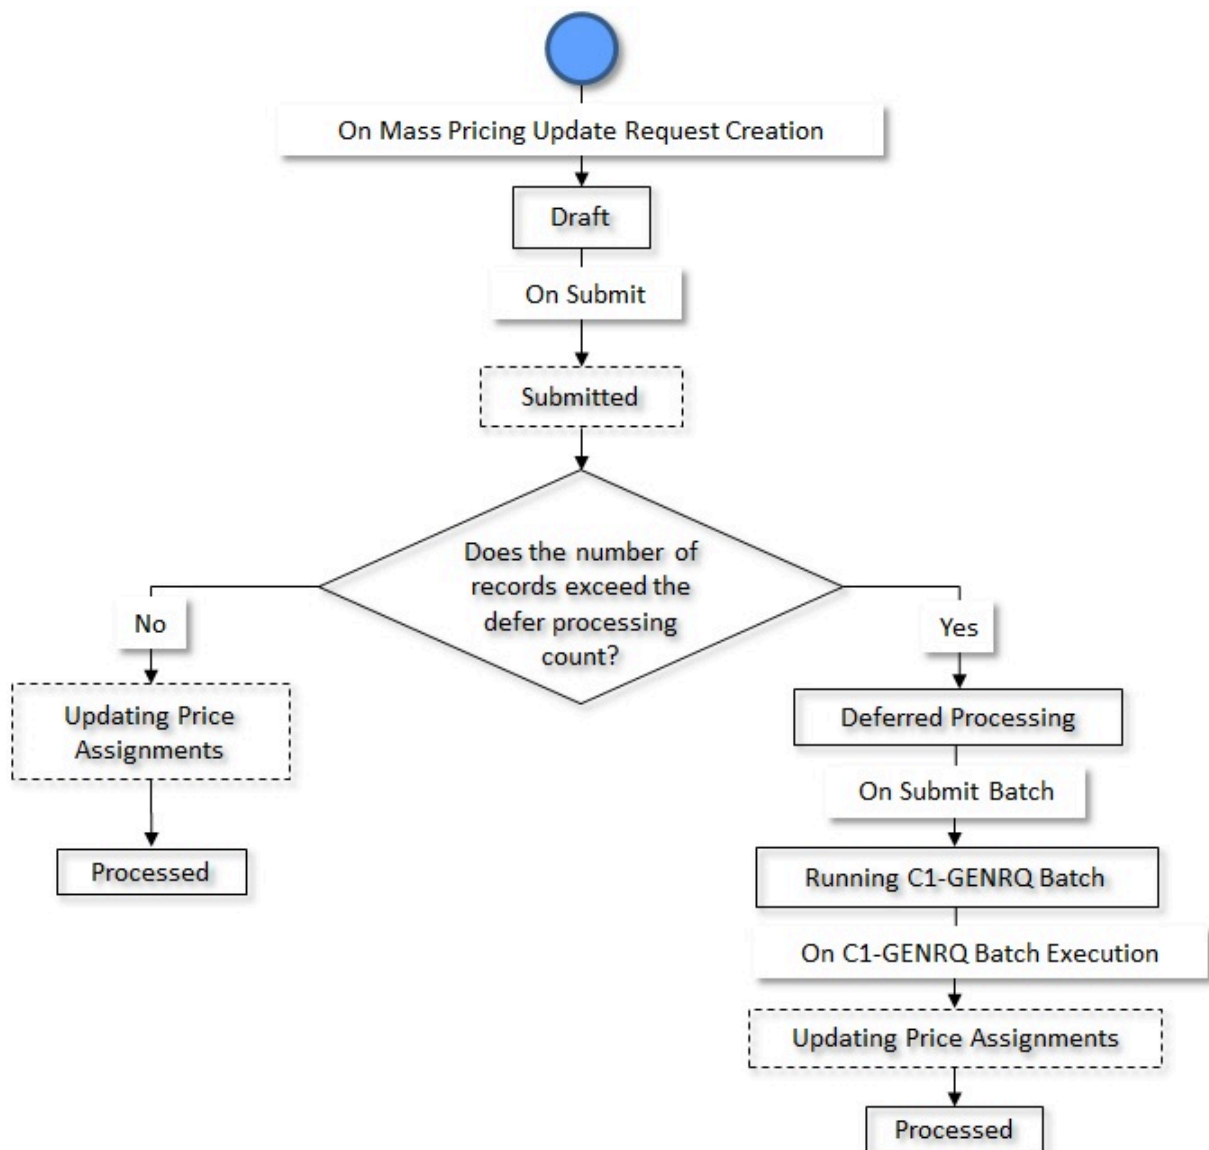 On Mass Pricing Update Request Creation
Draft
On Submit
Submitted
Does the number of
records exceed the
defer processing
count?
No
Yes
Updating Price
Assignments
Processed
Deferred Processing
On Submit Batch
Running C1-GENRQ Batch
On C1-GENRQ Batch Execution
Updating Price Assignments
Processed